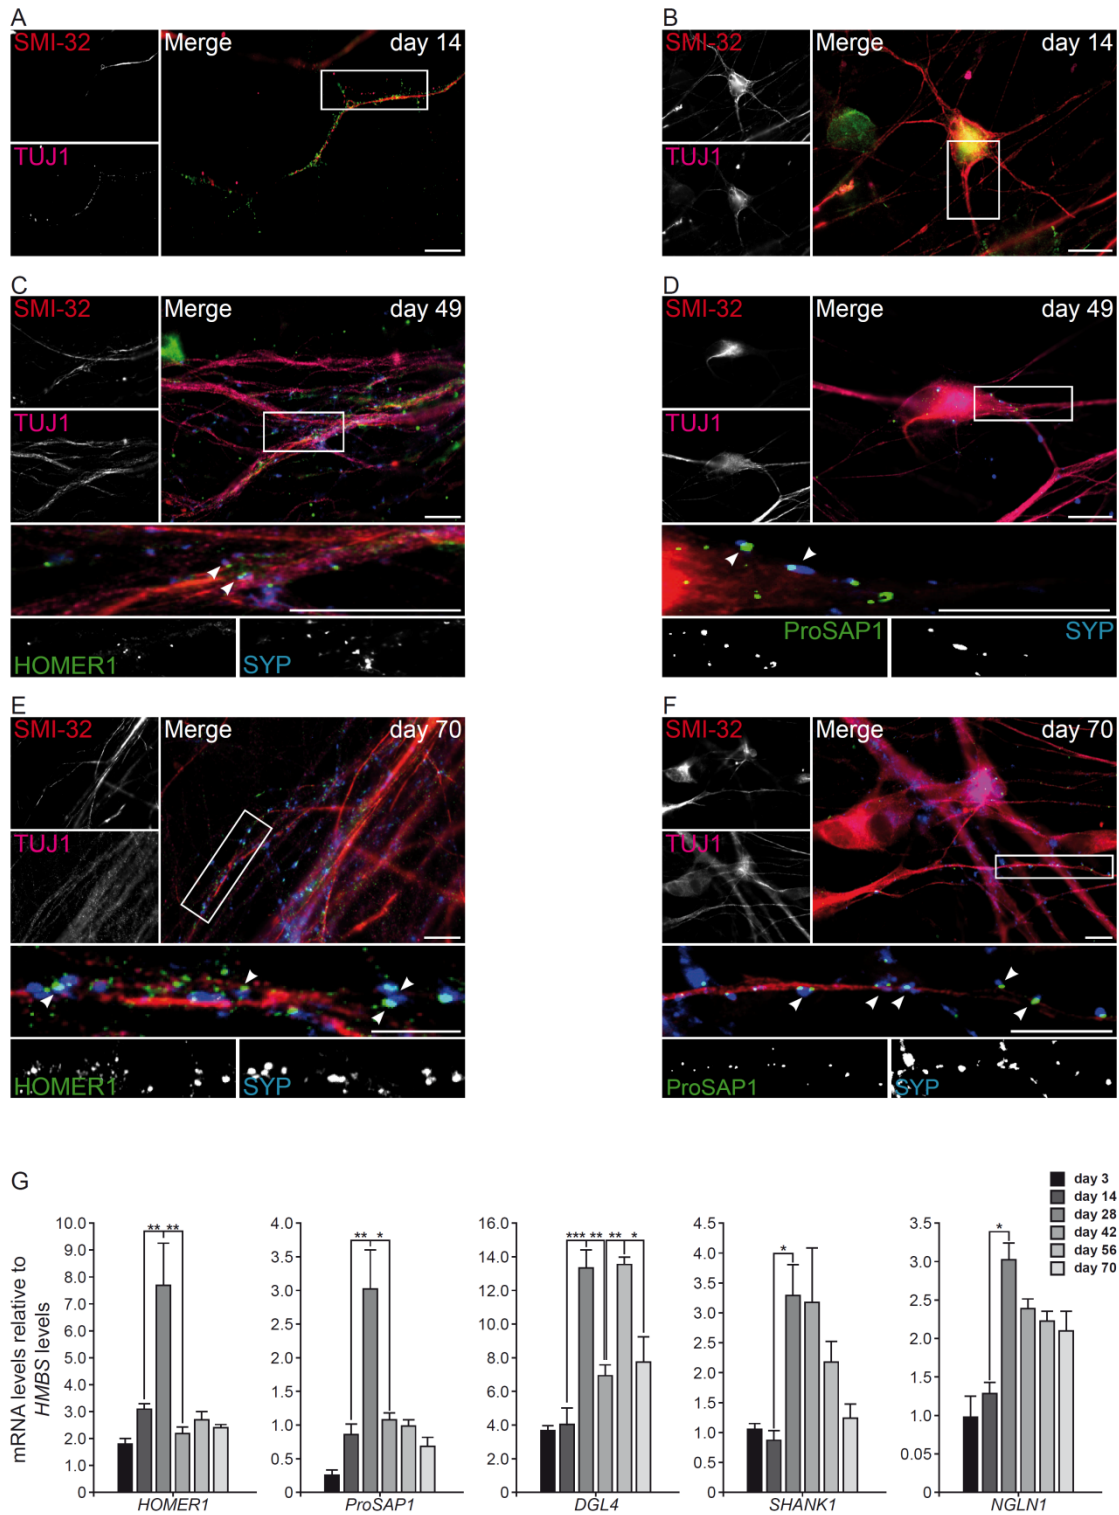 A
SMI-32
Merge
day 14
TUJ1
B
SMI-32
Merge
day 14
TUJ1
C
SMI-32
Merge
day 49
TUJ1
HOMER1
SYP
D
SMI-32
Merge
day 49
TUJ1
ProSAP1
SYP
E
SMI-32
Merge
day 70
TUJ1
HOMER1
SYP
F
SMI-32
Merge
day 70
TUJ1
ProSAP1
SYP
G
day 3
day 14
day 28
day 42
day 56
day 70
mRNA levels relative to
HMBS levels
10.0
9.0
8.0
7.0
6.0
5.0
4.0
3.0
2.0
1.0
0
** **
HOMER1
4.0
3.5
3.0
2.5
2.0
1.5
1.0
0.5
0
** *
ProSAP1
16.0
14.0
12.0
10.0
8.0
6.0
4.0
2.0
0
*** ** ** *
DGL4
4.5
4.0
3.5
3.0
2.5
2.0
1.5
1.0
0.5
0
*
SHANK1
3.5
3.0
2.5
2.0
1.5
1.0
0.05
0
*
NGLN1